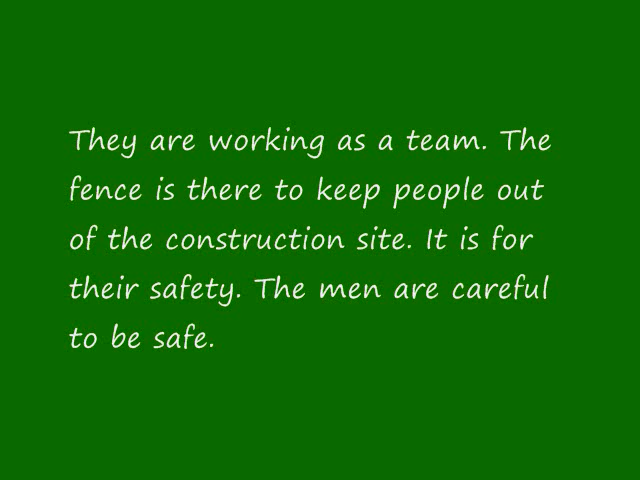 They are working as a team. The
fence is there to keep people out
of the construction site. It is for
their safety. The men are careful
to be safe.